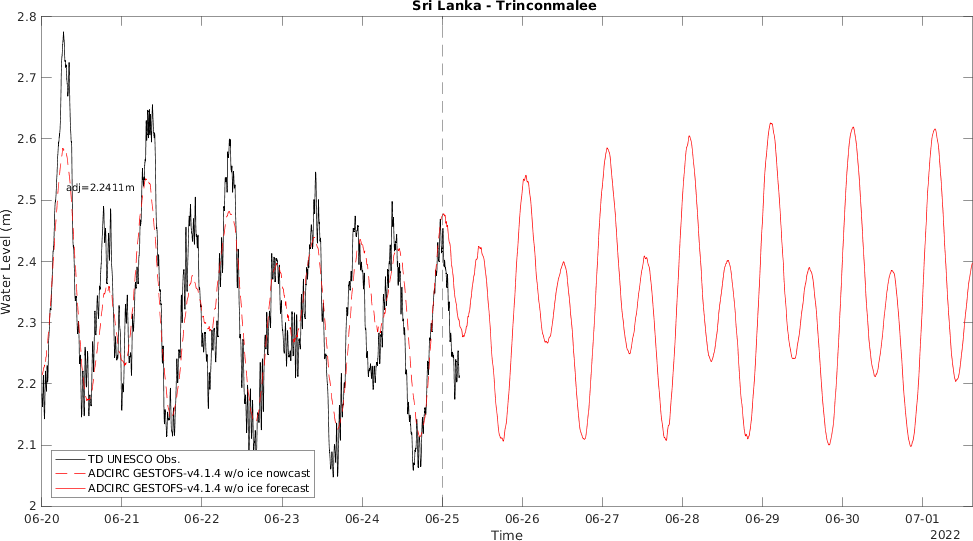 Sri Lanka - Trinconmalee
2.8
2.7
2.6
2.5
2.4
2.3
2.2
2.1
2
Water Level (m)
adj=2.2411m
TD UNESCO Obs.
ADCIRC GESTOFS-v4.1.4 w/o ice nowcast
ADCIRC GESTOFS-v4.1.4 w/o ice forecast
06-20 06-21 06-22 06-23 06-24 06-25 06-26 06-27 06-28 06-29 06-30 07-01
2022
Time